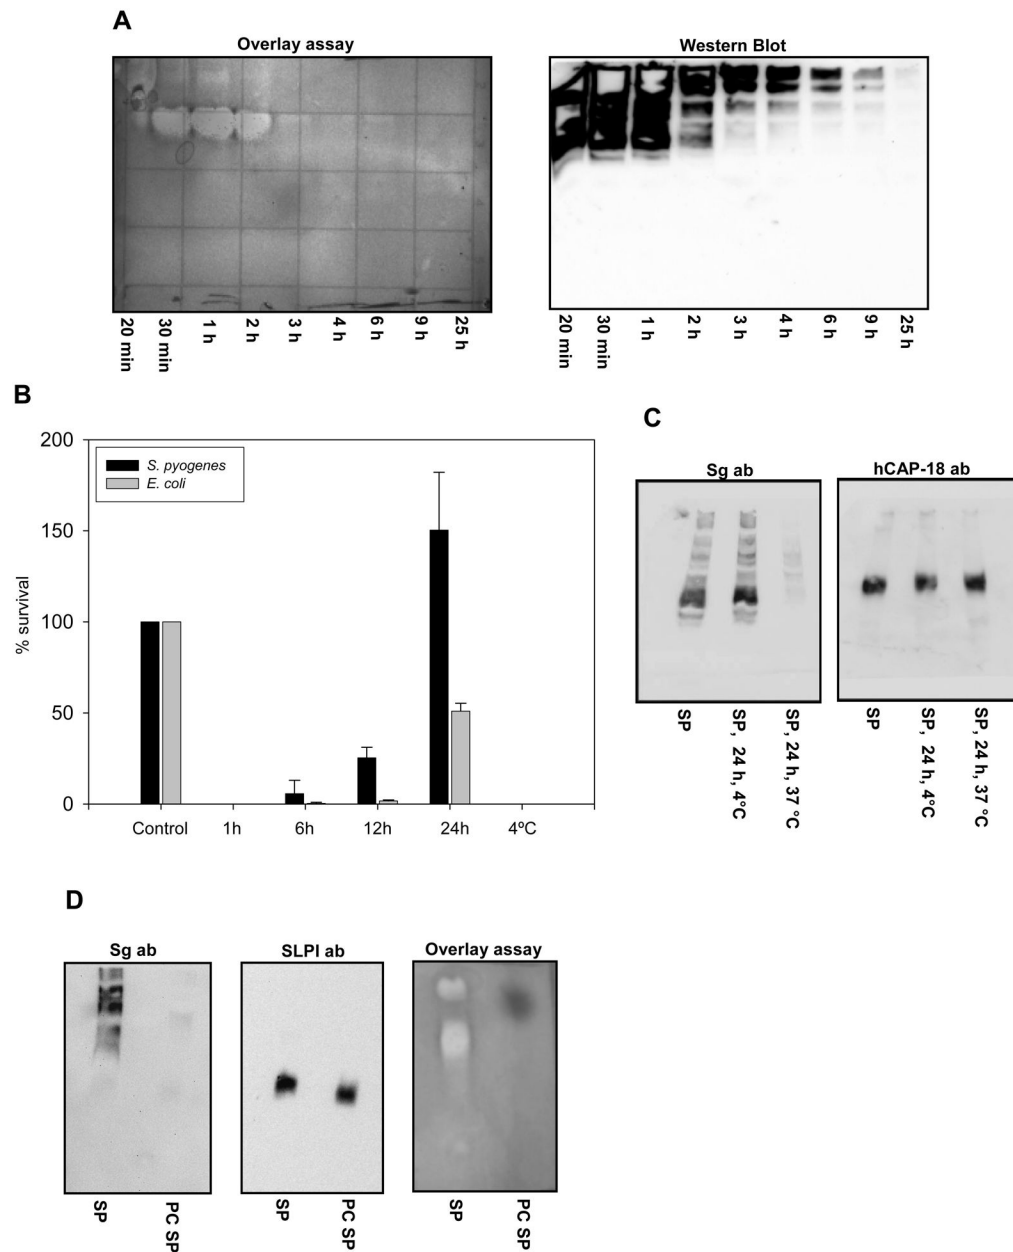 A
Overlay assay
Western Blot
20 min
30 min
1 h
2 h
3 h
4 h
6 h
9 h
25 h
20 min
30 min
1 h
2 h
3 h
4 h
6 h
9 h
25 h
B
200
150
100
50
0
% survival
S. pyogenes
E. coli
Control 1h 6h 12h 24h 4ºC
C
Sg ab
hCAP-18 ab
SP
SP, 24 h, 4°C
SP, 24 h, 37 °C
SP
SP, 24 h, 4°C
SP, 24 h, 37 °C
D
Sg ab
SLPI ab
Overlay assay
SP
PC SP
SP
PC SP
SP
PC SP